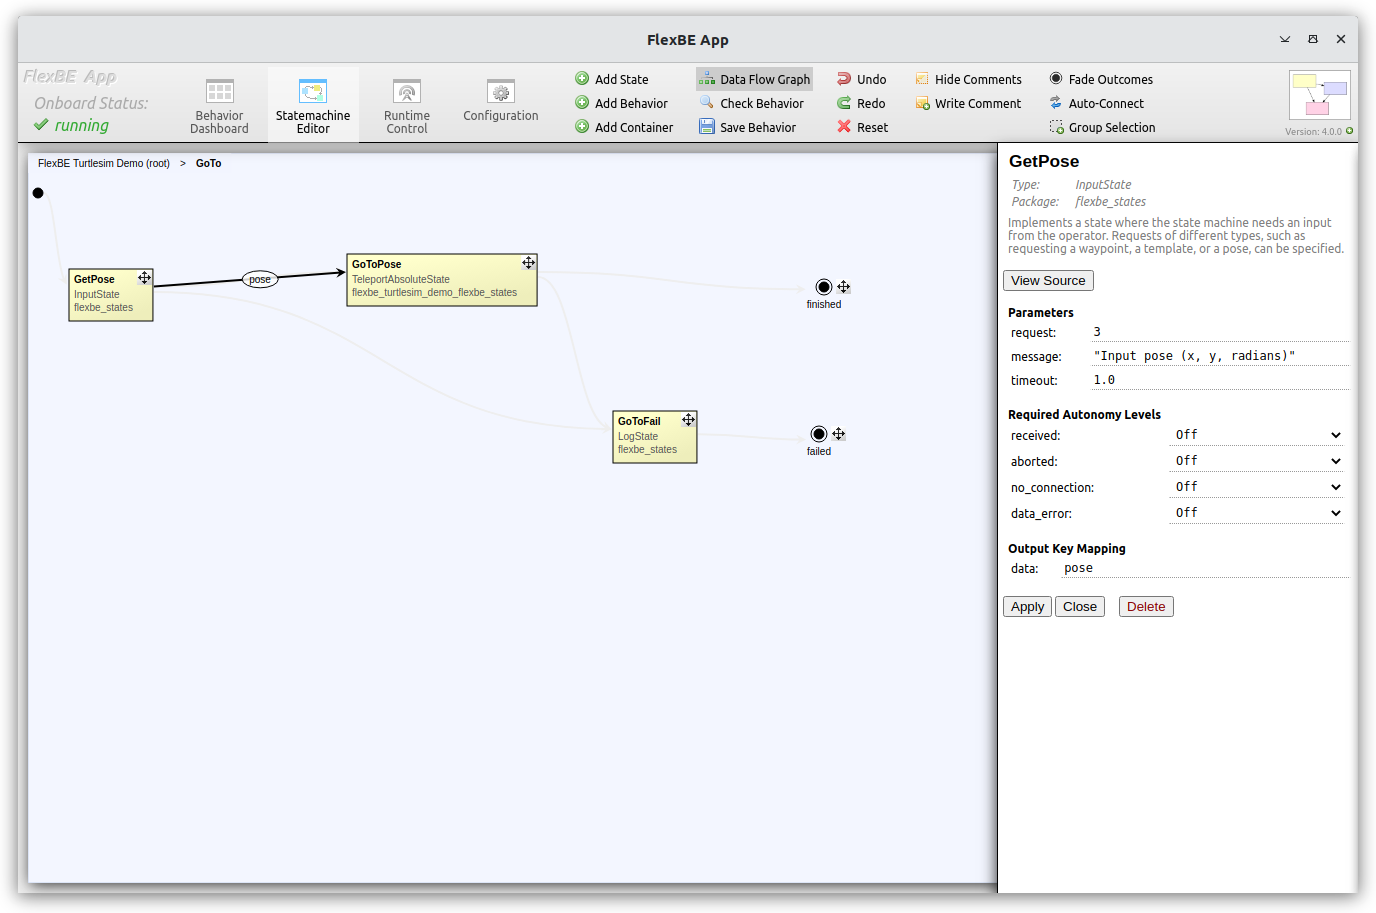 FlexBE App
FlexBE App
Onboard Status:
running
Behavior
Dashboard
Statemachine
Editor
Runtime
Control
Configuration
Add State
Add Behavior
Add Container
Data Flow Graph
Check Behavior
Save Behavior
Undo
Redo
Reset
Hide Comments
Write Comment
Fade Outcomes
Auto-Connect
Group Selection
Version: 4.0.0
FlexBE Turtlesim Demo (root) > GoTo
GetPose
InputState
flexbe_states
pose
GoToPose
TeleportAbsoluteState
flexbe_turtlesim_demo_flexbe_states
finished
GoToFail
LogState
flexbe_states
failed
GetPose
Type: InputState
Package: flexbe_states
Implements a state where the state machine needs an input
from the operator. Requests of different types, such as
requesting a waypoint, a template, or a pose, can be specified.
View Source
Parameters
request: 3
message: "Input pose (x, y, radians)"
timeout: 1.0
Required Autonomy Levels
received: Off
aborted: Off
no_connection: Off
data_error: Off
Output Key Mapping
data: pose
Apply Close Delete